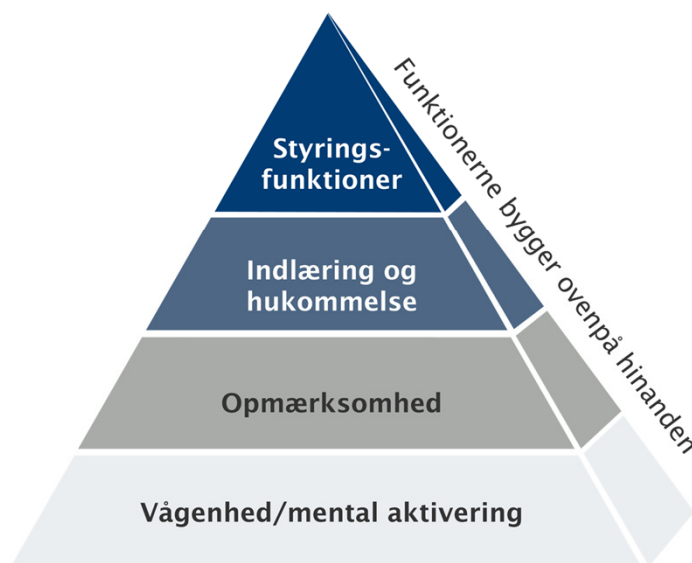 Styrings-
funktioner
Indlæring og
hukommelse
Opmærksomhed
Vågenhed/mental aktivering
Funktionerne bygger ovenpå hinanden